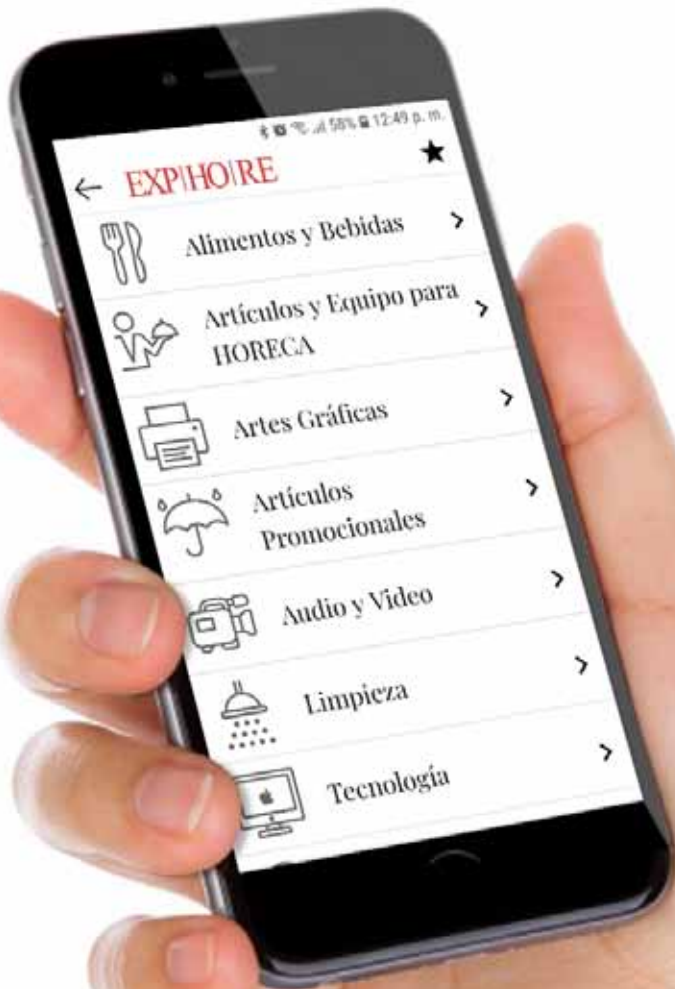 58% 12:49 p. m.
EXP|HO|RE
Alimentos y Bebidas
Artículos y Equipo para
HORECA
Artes Gráficas
Artículos
Promocionales
Audio y Video
Limpieza
Tecnología